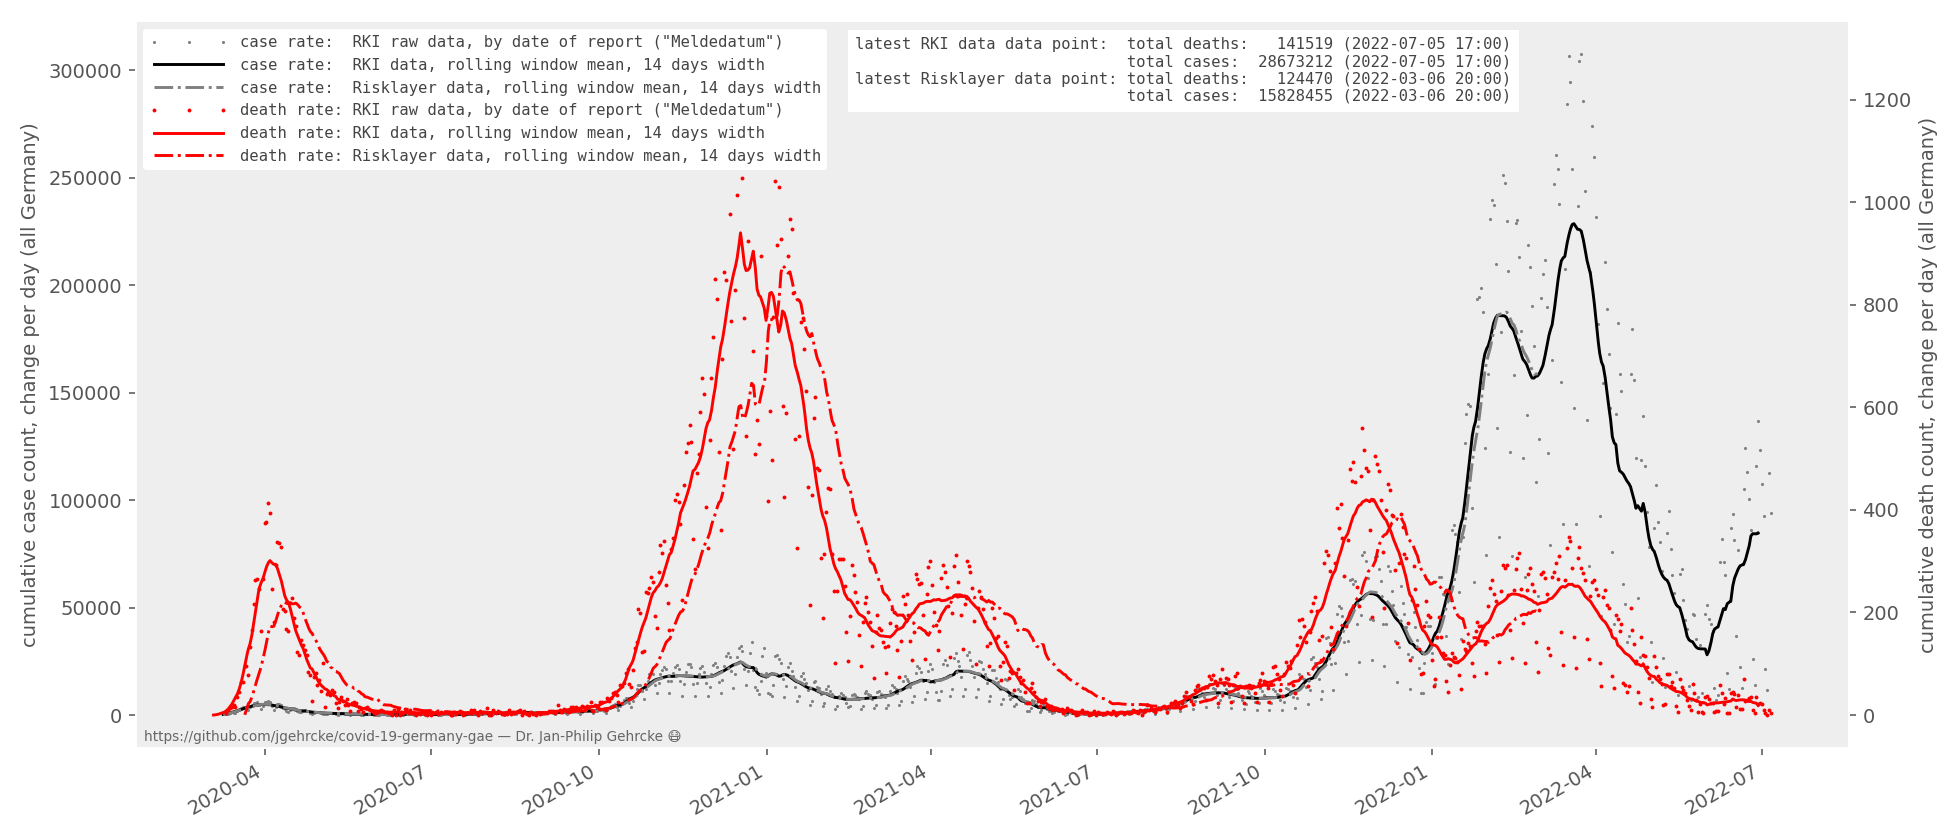 case rate:  RKI raw data, by date of report ("Meldedatum")
case rate:  RKI data, rolling window mean, 14 days width
case rate:  Risklayer data, rolling window mean, 14 days width
death rate: RKI raw data, by date of report ("Meldedatum")
death rate: RKI data, rolling window mean, 14 days width
death rate: Risklayer data, rolling window mean, 14 days width
latest RKI data data point:  total deaths:   141519 (2022-07-05 17:00)
total cases:  28673212 (2022-07-05 17:00)
latest Risklayer data point: total deaths:   124470 (2022-03-06 20:00)
total cases:  15828455 (2022-03-06 20:00)
cumulative case count, change per day (all Germany)
300000
250000
200000
150000
100000
50000
0
cumulative death count, change per day (all Germany)
1200
1000
800
600
400
200
0
https://github.com/jgehrcke/covid-19-germany-gae — Dr. Jan-Philip Gehrcke 😷
2020-04
2020-07
2020-10
2021-01
2021-04
2021-07
2021-10
2022-01
2022-04
2022-07